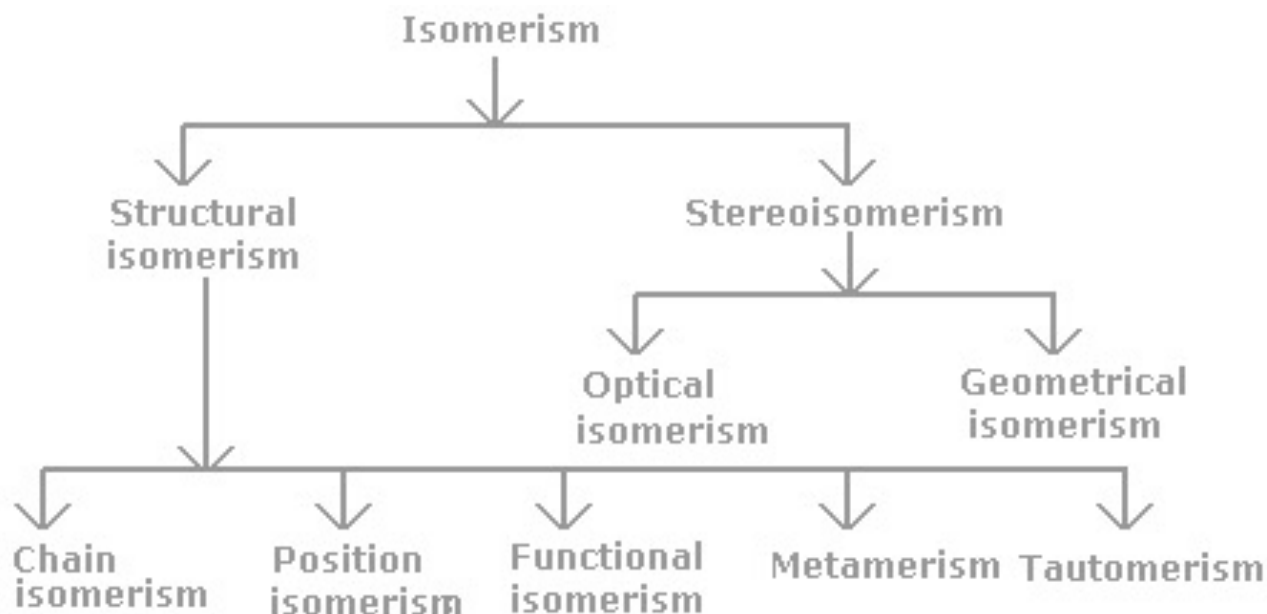 Isomerism
Structural
isomerism
Stereoisomerism
Optical
isomerism
Geometrical
isomerism
Chain
isomerism
Position
isomerism
Functional
isomerism
Metamerism
Tautomerism